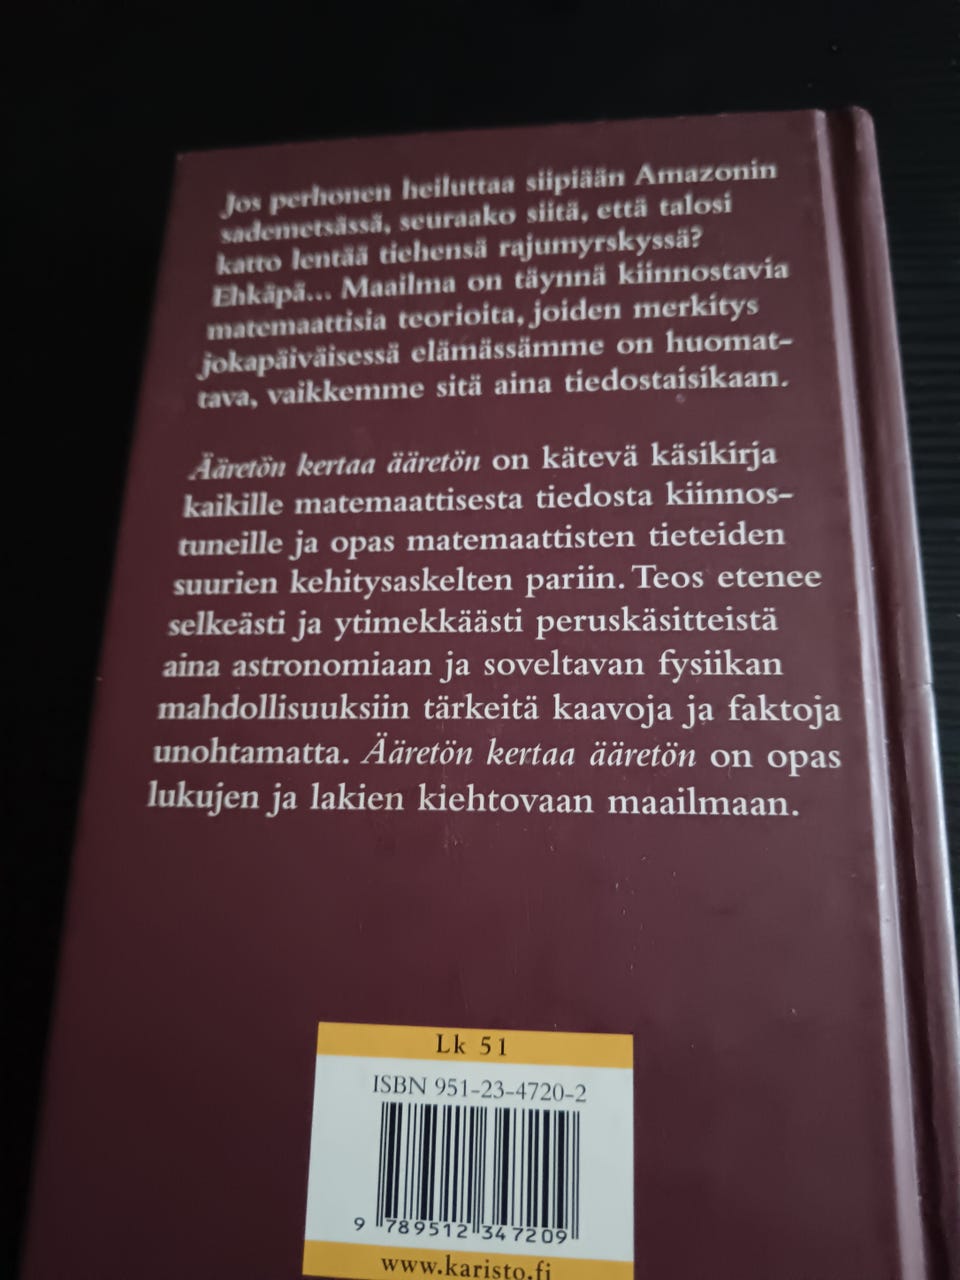 Jos perhonen heiluttaa siipiään Amazonin
sademetsässä, seuraako siitä, että talosi
katto lentää tiehensä rajumyrskyssä?
Ehkäpä... Maailma on täynnä kiinnostavia
matemaattisia teorioita, joiden merkitys
jokapäiväisessä elämässämme on huomat-
tava, vaikkemme sitä aina tiedostaisikaan.
Ääretön kertaa ääretön on kätevä käsikirja
kaikille matemaattisesta tiedosta kiinnos-
tuneille ja opas matemaattisten tieteiden
suurien kehitysaskelten pariin. Teos etenee
selkeästi ja ytimekkäästi peruskäsitteistä
aina astronomiaan ja soveltavan fysiikan
mahdollisuuksiin tärkeitä kaavoja ja faktoja
unohtamatta. Ääretön kertaa ääretön on opas
lukujen ja lakien kiehtovaan maailmaan.
Lk 51
ISBN 951-23-4720-2
9 789512 347209
www.karisto.fi